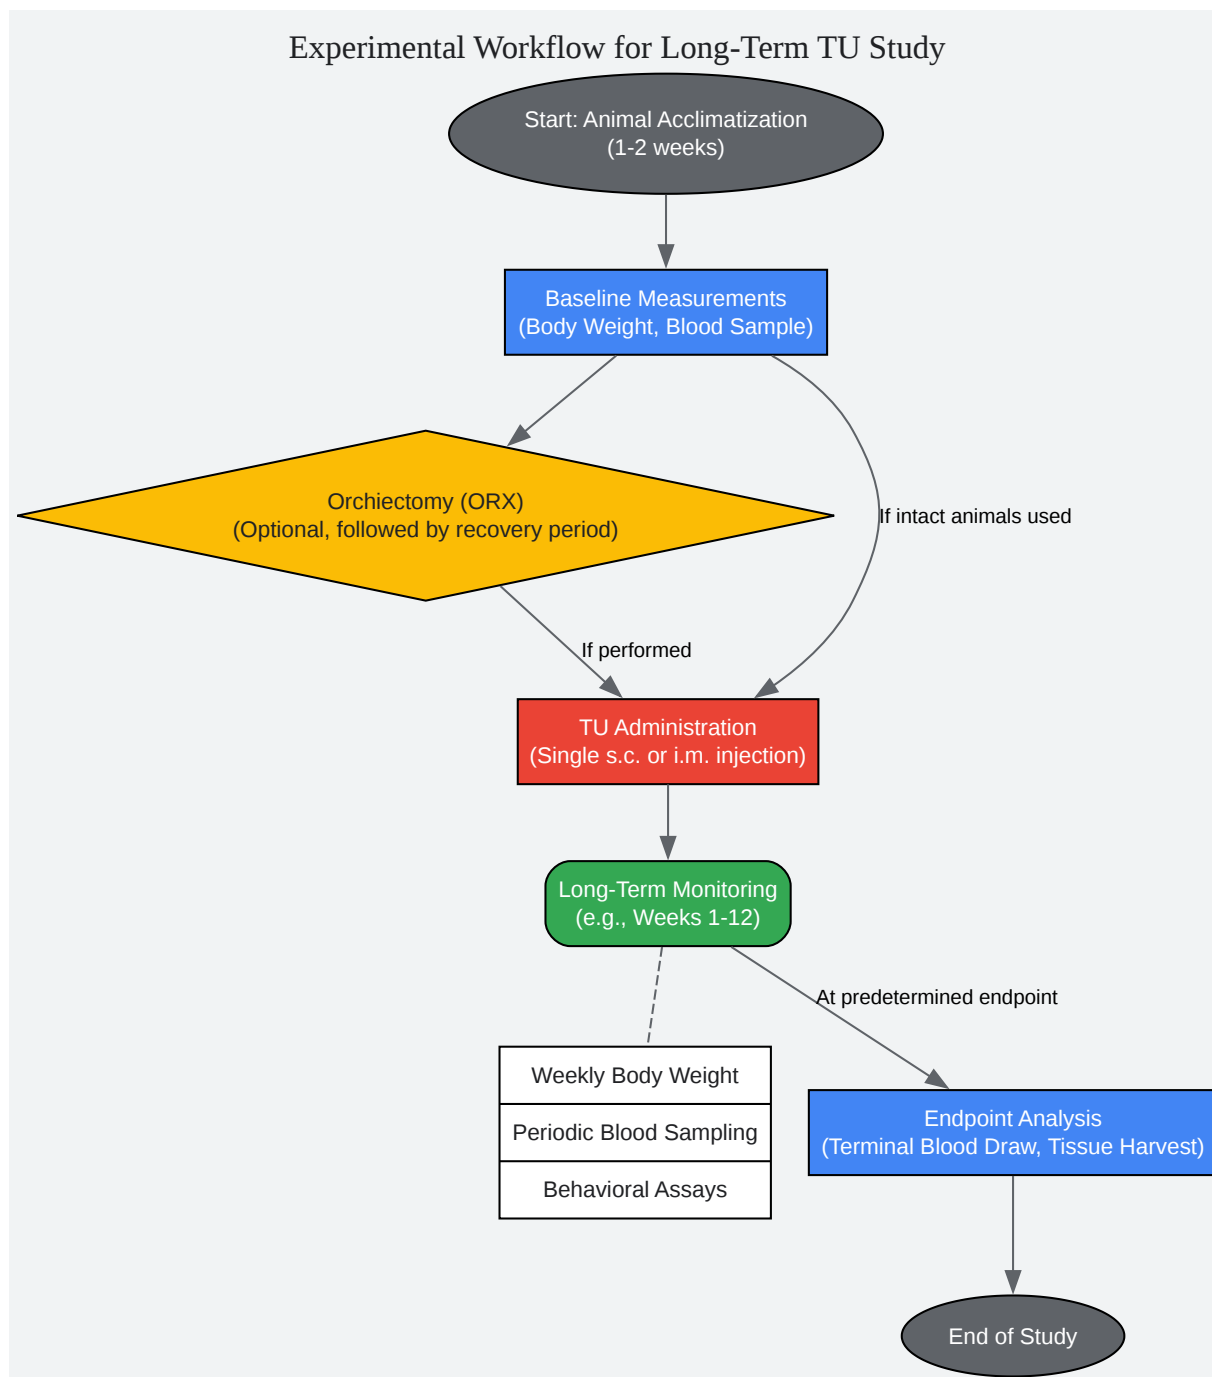 Experimental Workflow for Long-Term TU Study
Start: Animal Acclimatization
(1-2 weeks)
Baseline Measurements
(Body Weight, Blood Sample)
Orchiectomy (ORX)
(Optional, followed by recovery period)
If intact animals used
If performed
TU Administration
(Single s.c. or i.m. injection)
Long-Term Monitoring
(e.g., Weeks 1-12)
At predetermined endpoint
Weekly Body Weight
Periodic Blood Sampling
Behavioral Assays
Endpoint Analysis
(Terminal Blood Draw, Tissue Harvest)
End of Study